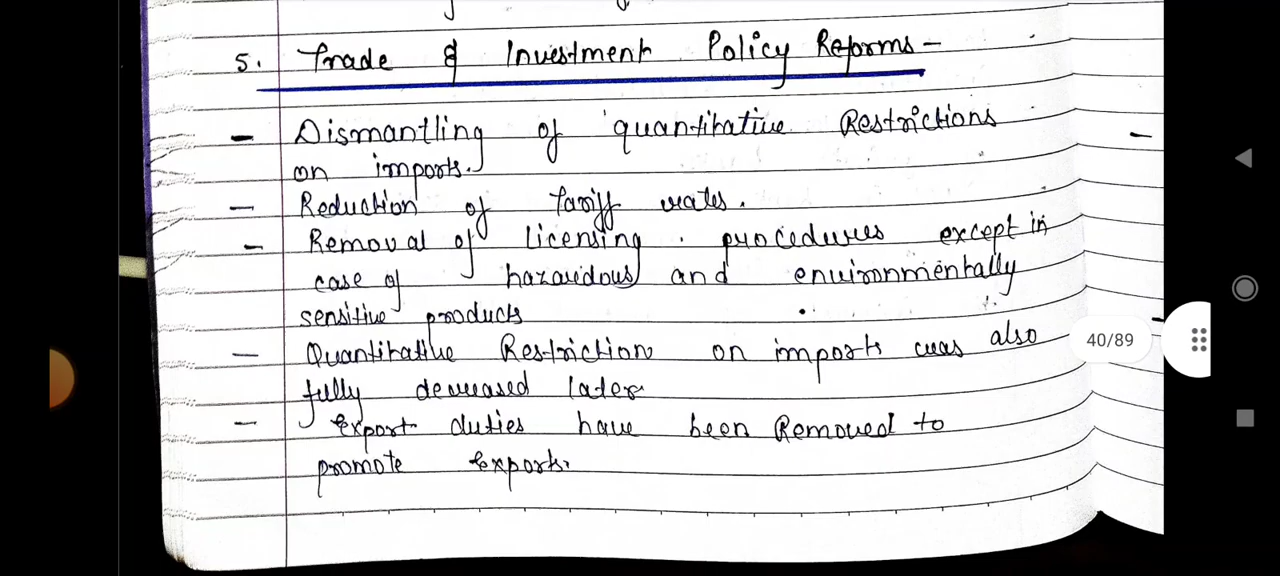 5. Trade & Investment Policy Reforms -
- Dismantling of quantitative Restrictions
on imports.
- Reduction of tariff rates.
- Removal of licensing procedures except in
case of hazardous and environmentally
sensitive products
- Quantitative Restriction on imports was also
fully decreased later
- Export duties have been Removed to
promote exports.
40/89